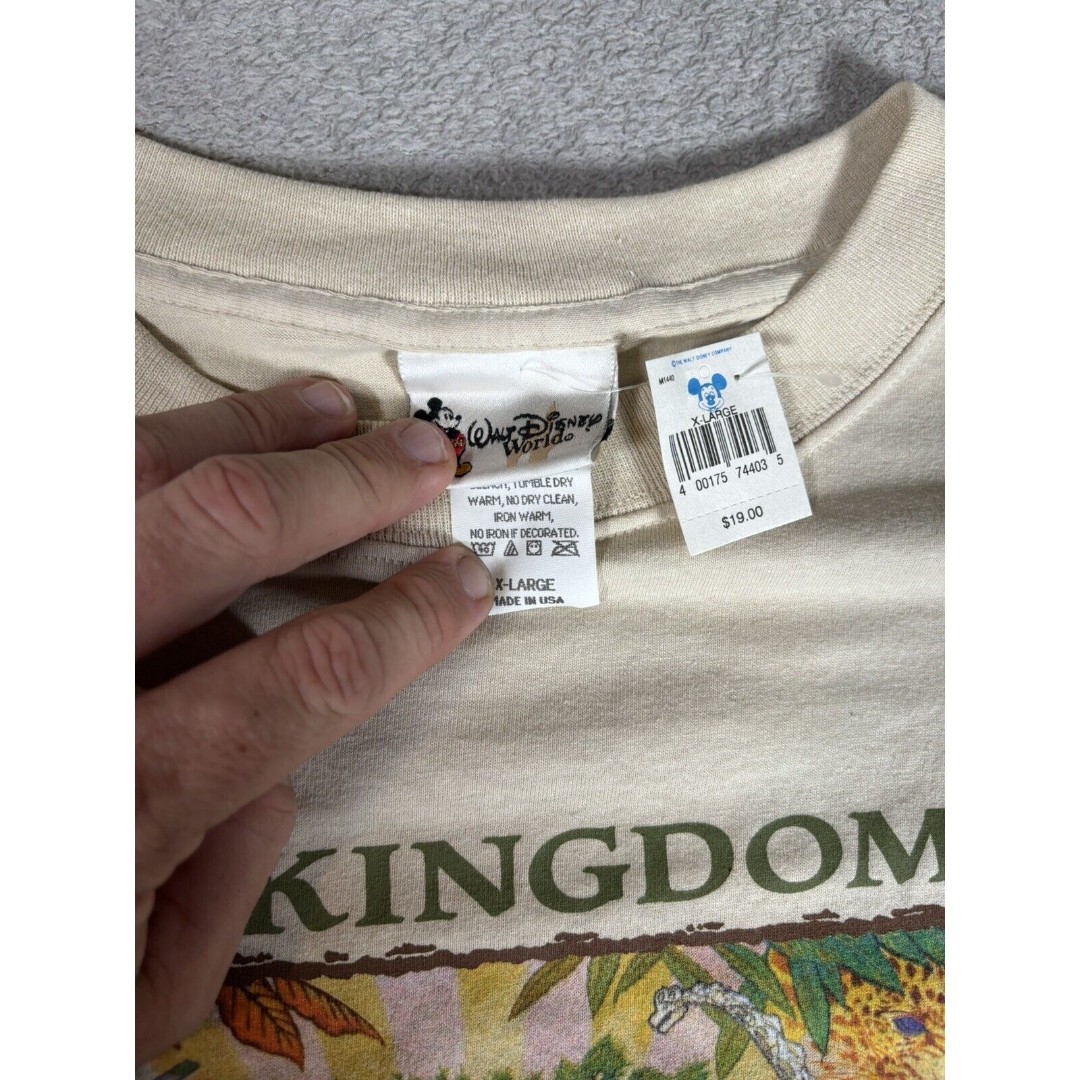 ©THE WALT DISNEY COMPANY
M1440
X-LARGE
4 00175 74403 5
$19.00
WALT DISNEY
World®
TUMBLE DRY
WARM, NO DRY CLEAN,
IRON WARM,
NO IRON IF DECORATED.
X-LARGE
MADE IN USA
KINGDOM